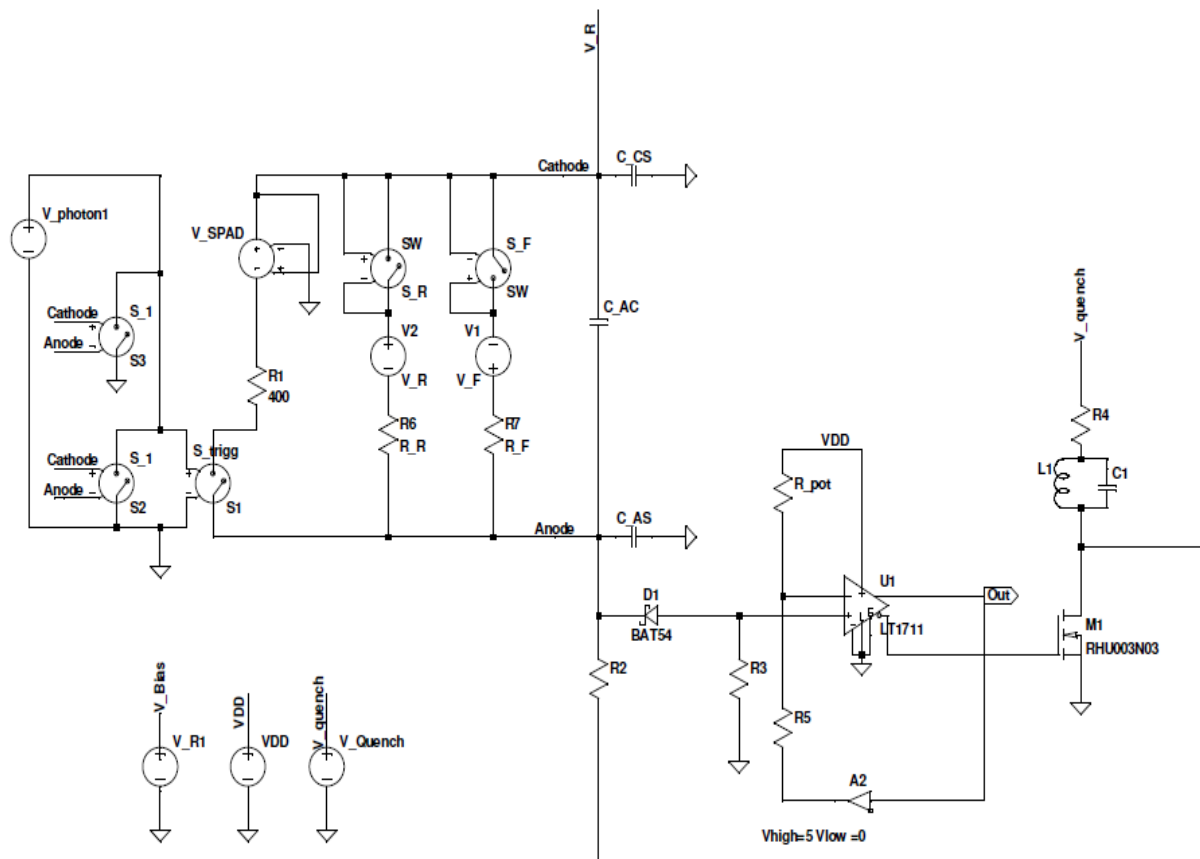 V_R
Cathode
C_CS
V_photon1
V_SPAD
SW
S_R
S_F
SW
Cathode
Anode
S_1
S3
V2
V_R
V1
V_F
C_AC
V_quench
R1
400
R6
R_R
R7
R_F
R4
L1
C1
VDD
R_pot
Cathode
Anode
S_1
S2
S_trigg
S1
Anode
C_AS
D1
BAT54
U1
LT1711
Out
M1
RHU003N03
R2
R3
R5
V_Bias
V_R1
VDD
VDD
V_quench
V_Quench
A2
Vhigh=5 Vlow =0